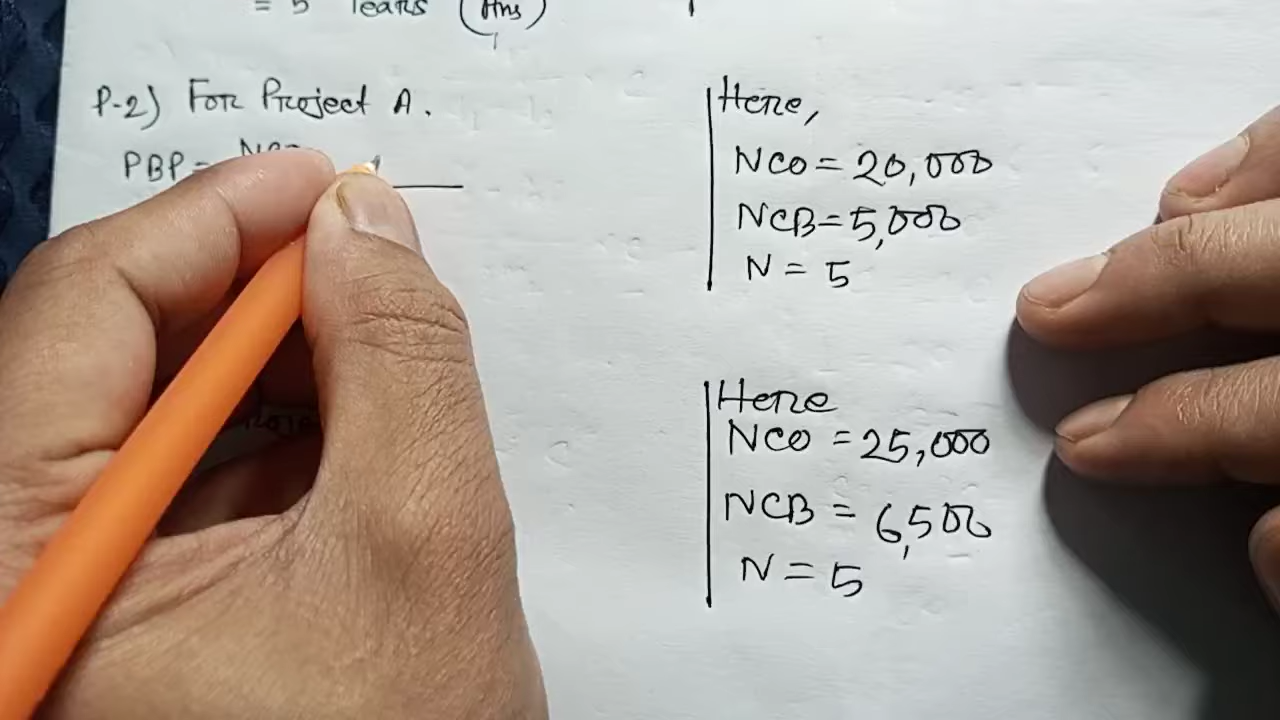 = 5 Years (Ans)
P-2) For Project A.
PBP =
Here,
NCO = 20,000
NCB = 5,000
N = 5
Here
NCO = 25,000
NCB = 6,500
N = 5